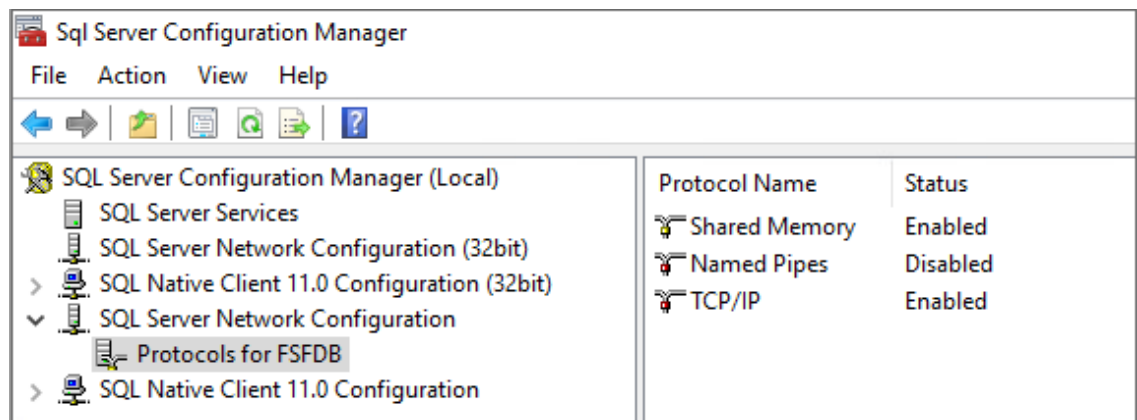 Sql Server Configuration Manager
File Action View Help
SQL Server Configuration Manager (Local)
SQL Server Services
SQL Server Network Configuration (32bit)
SQL Native Client 11.0 Configuration (32bit)
SQL Server Network Configuration
Protocols for FSFDB
SQL Native Client 11.0 Configuration
Protocol Name Status
Shared Memory Enabled
Named Pipes Disabled
TCP/IP Enabled